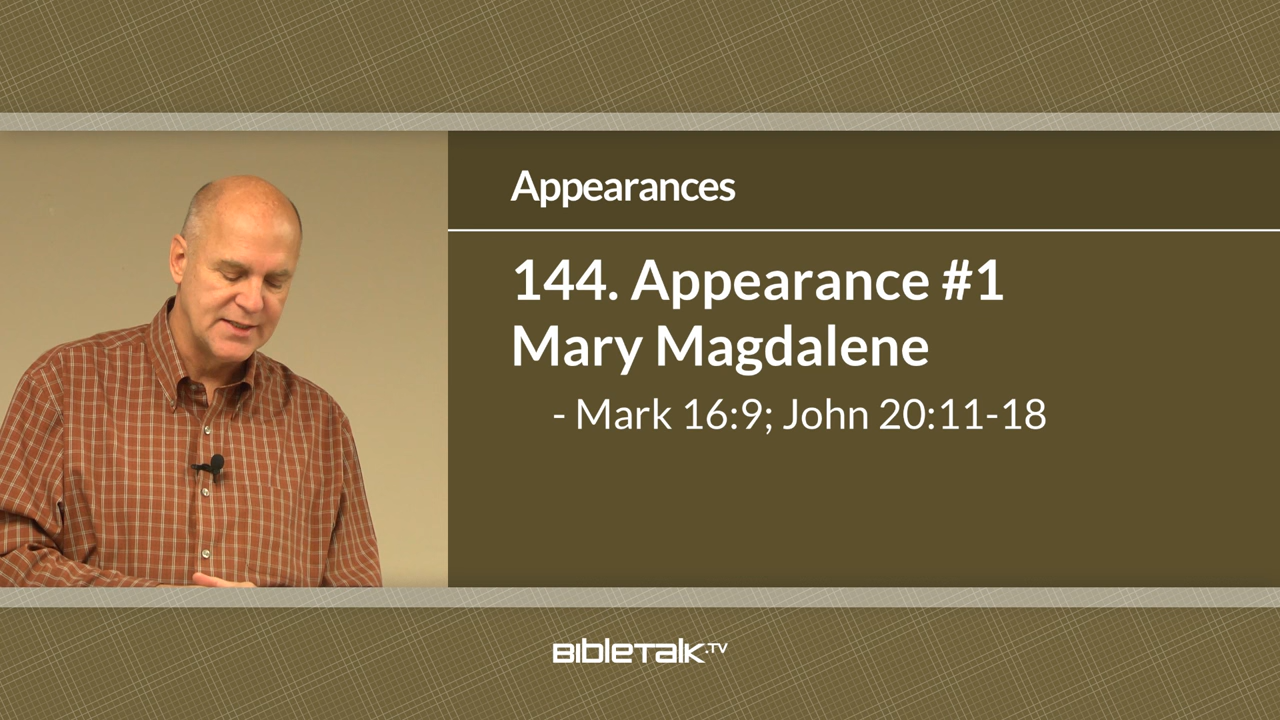 Appearances
144. Appearance #1
Mary Magdalene
- Mark 16:9; John 20:11-18
BIBLETALK.TV